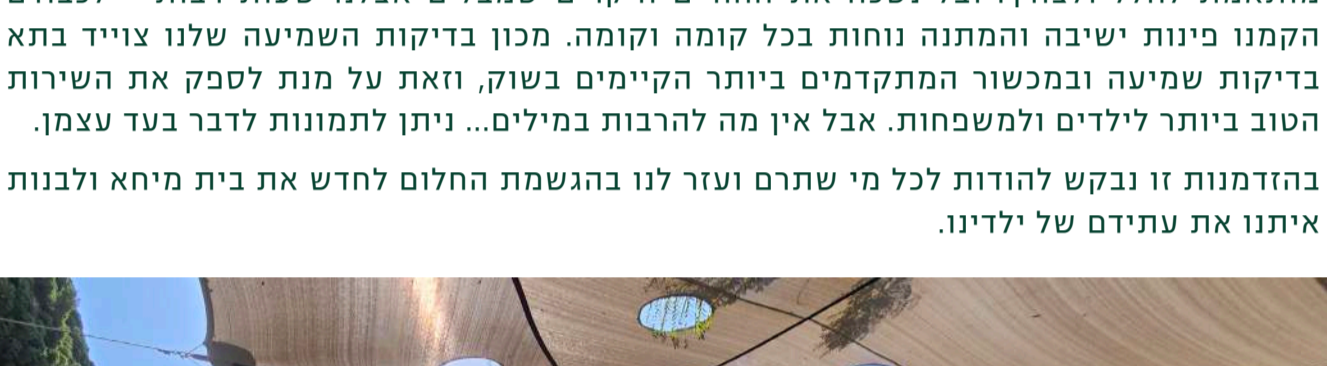 הקמנו פינות ישיבה והמתנה נוחות בכל קומה וקומה. מכון בדיקות השמיעה שלנו צוייד בתא
בדיקות שמיעה ובמכשור המתקדמים ביותר הקיימים בשוק, וזאת על מנת לספק את השירות
הטוב ביותר לילדים ולמשפחות. אבל אין מה להרבות במילים... ניתן לתמונות לדבר בעד עצמן.
בהזדמנות זו נבקש להודות לכל מי שתרם ועזר לנו בהגשמת החלום לחדש את בית מיחא ולבנות
איתנו את עתידם של ילדינו.